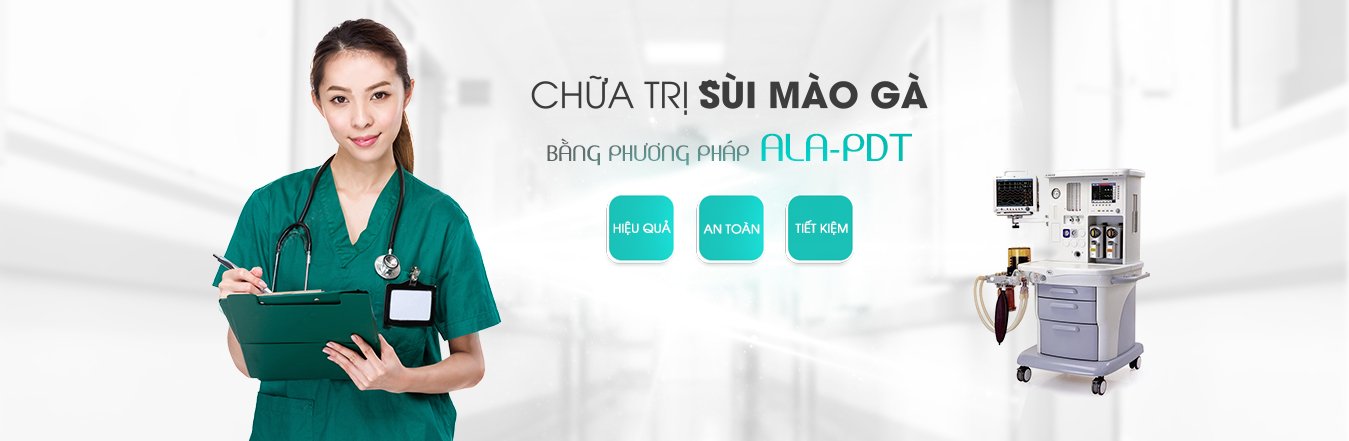 CHỮA TRỊ SÙI MÀO GÀ
BẰNG PHƯƠNG PHÁP ALA-PDT
HIỆU QUẢ
AN TOÀN
TIẾT KIỆM